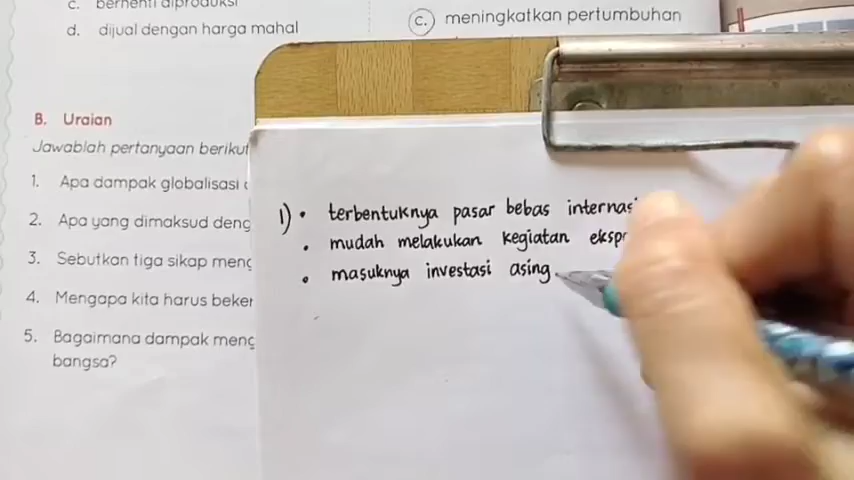 c. berhenti diproduksi
d. dijual dengan harga mahal
c. meningkatkan pertumbuhan
B. Uraian
Jawablah pertanyaan berikut
1. Apa dampak globalisasi
2. Apa yang dimaksud deng
3. Sebutkan tiga sikap meng
4. Mengapa kita harus beker
5. Bagaimana dampak meng
bangsa?
1) • terbentuknya pasar bebas internasi
• mudah melakukan kegiatan ekspo
• masuknya investasi asing